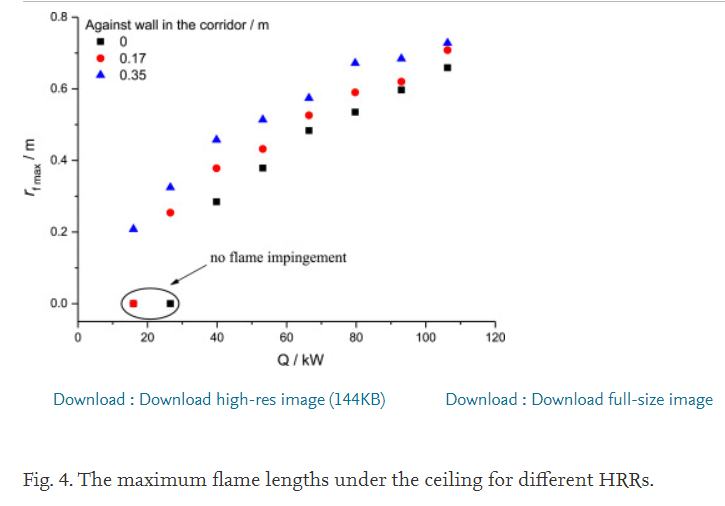 Against wall in the corridor / m
0
0.17
0.35
0.8
0.6
0.4
0.2
0.0
r f max / m
no flame impingement
0 20 40 60 80 100 120
Q / kW
Download : Download high-res image (144KB) Download : Download full-size image
Fig. 4. The maximum flame lengths under the ceiling for different HRRs.